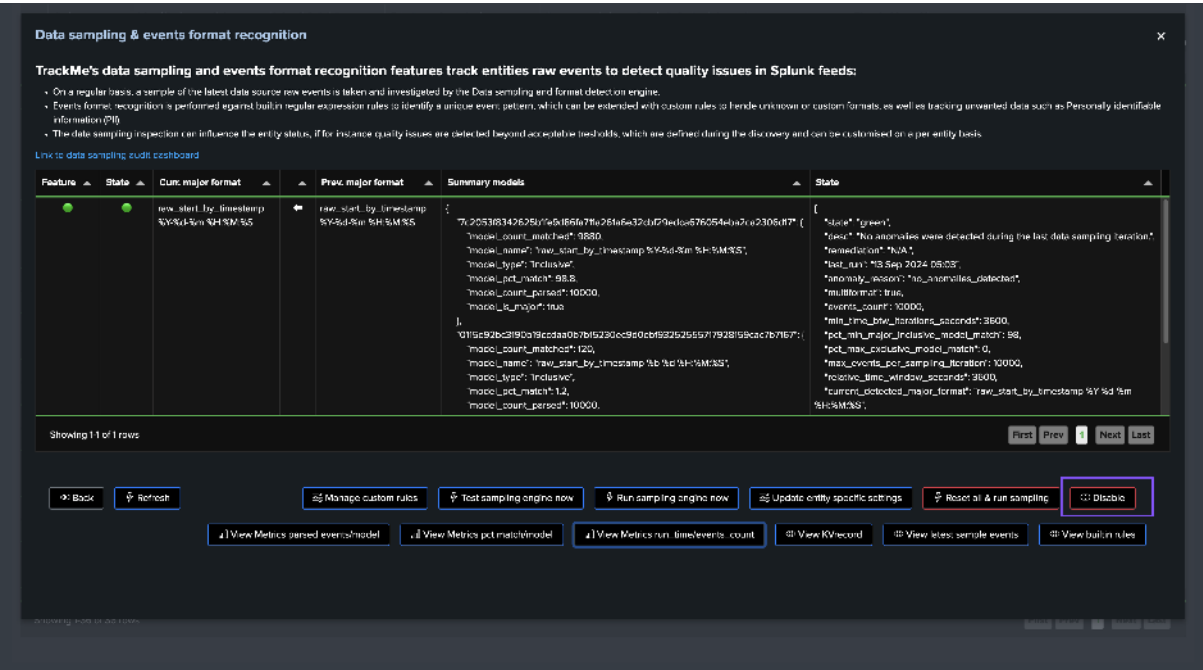 Data sampling & events format recognition
×
TrackMe's data sampling and events format recognition features track entities raw events to detect quality issues in Splunk feeds:
• On a regular basis, a sample of the latest data source raw events is taken and investigated by the Data sampling and format detection engine.
• Events format recognition is performed against builtin regular expression rules to identify a unique event pattern, which can be extended with custom rules to handle unknown or custom formats, as well as tracking unwanted data such as Personally identifiable
information (PII)
• The data sampling inspection can influence the entity status, if for instance quality issues are detected beyond acceptable tresholds, which are defined during the discovery and can be customised on a per entity basis
Link to data sampling audit dashboard
Feature State Curr. major format Prev. major format Summary models State
raw_start_by_timestamp
%Y-%d-%m %H:%M:%S
raw_start_by_timestamp
%Y-%d-%m %H:%M:%S
{
"model_count_matched": 9880,
"model_name": "raw_start_by_timestamp %Y-%d-%m %H:%M:%S",
"model_type": "inclusive",
"model_pct_match": 98.8,
"model_count_parsed": 10000,
"model_is_major": true
},
"model_count_matched": 120,
"model_name": "raw_start_by_timestamp %b %d %H:%M:%S",
"model_type": "inclusive",
"model_pct_match": 1.2,
"model_count_parsed": 10000,
{
"state": "green",
"desc": "No anomalies were detected during the last data sampling iteration.",
"remediation": "N/A",
"last_run": "13 Sep 2024 05:03",
"anomaly_reason": "no_anomalies_detected",
"multiformat": true,
"events_count": 10000,
"min_time_btw_iterations_seconds": 3600,
"pct_min_major_inclusive_model_match": 98,
"pct_max_exclusive_model_match": 0,
"max_events_per_sampling_iteration": 10000,
"relative_time_window_seconds": 3600,
"current_detected_major_format": "raw_start_by_timestamp %Y-%d-%m
%H:%M:%S",
Showing 1-1 of 1 rows
First Prev 1 Next Last
Back Refresh Manage custom rules Test sampling engine now Run sampling engine now Update entity specific settings Reset all & run sampling Disable
View Metrics parsed events/model View Metrics pct match/model View Metrics run_time/events_count View KVrecord View latest sample events View builtin rules